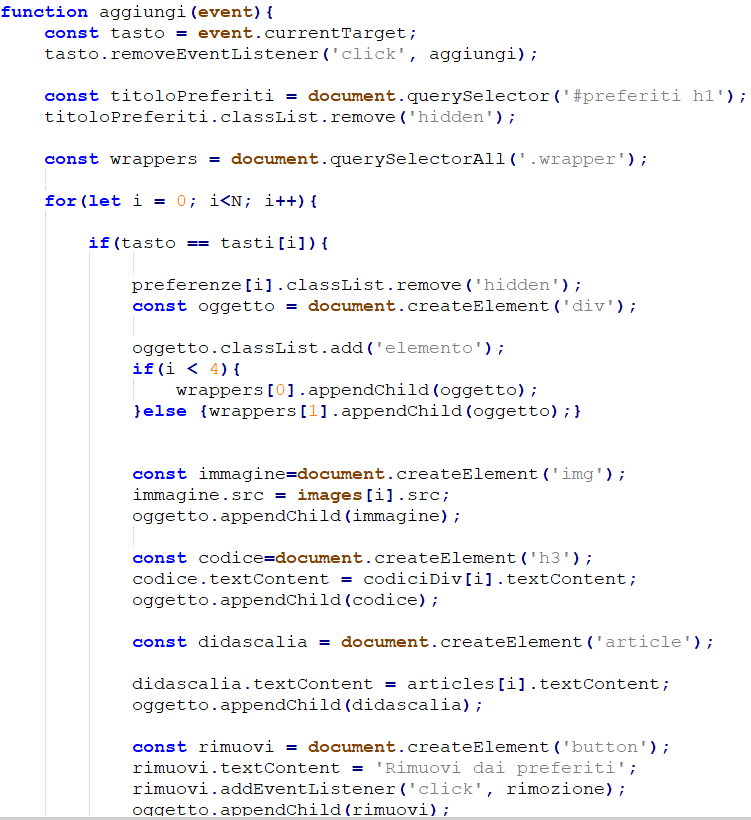 function aggiungi(event){
    const tasto = event.currentTarget;
    tasto.removeEventListener('click', aggiungi);
    const titoloPreferiti = document.querySelector('#preferiti h1');
    titoloPreferiti.classList.remove('hidden');
    const wrappers = document.querySelectorAll('.wrapper');
    for(let i = 0; i<N; i++){
        if(tasto == tasti[i]){
            preferenze[i].classList.remove('hidden');
            const oggetto = document.createElement('div');
            oggetto.classList.add('elemento');
            if(i < 4){
                wrappers[0].appendChild(oggetto);
            }else {wrappers[1].appendChild(oggetto);}
            const immagine=document.createElement('img');
            immagine.src = images[i].src;
            oggetto.appendChild(immagine);
            const codice=document.createElement('h3');
            codice.textContent = codiciDiv[i].textContent;
            oggetto.appendChild(codice);
            const didascalia = document.createElement('article');
            didascalia.textContent = articles[i].textContent;
            oggetto.appendChild(didascalia);
            const rimuovi = document.createElement('button');
            rimuovi.textContent = 'Rimuovi dai preferiti';
            rimuovi.addEventListener('click', rimozione);
            oggetto.appendChild(rimuovi);